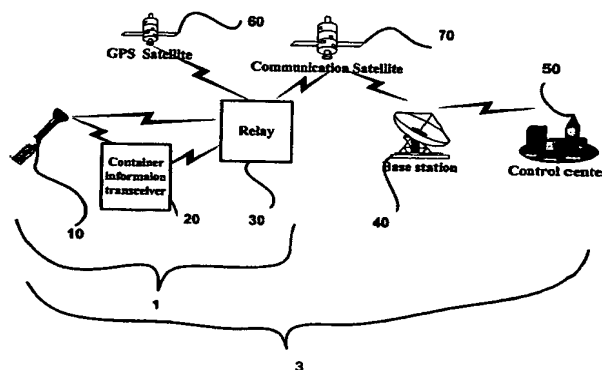 60
GPS Satellite
70
Communication Satellite
50
Relay
Container
informaion
transceiver
Base station
Control cente
10
20
30
40
1
3